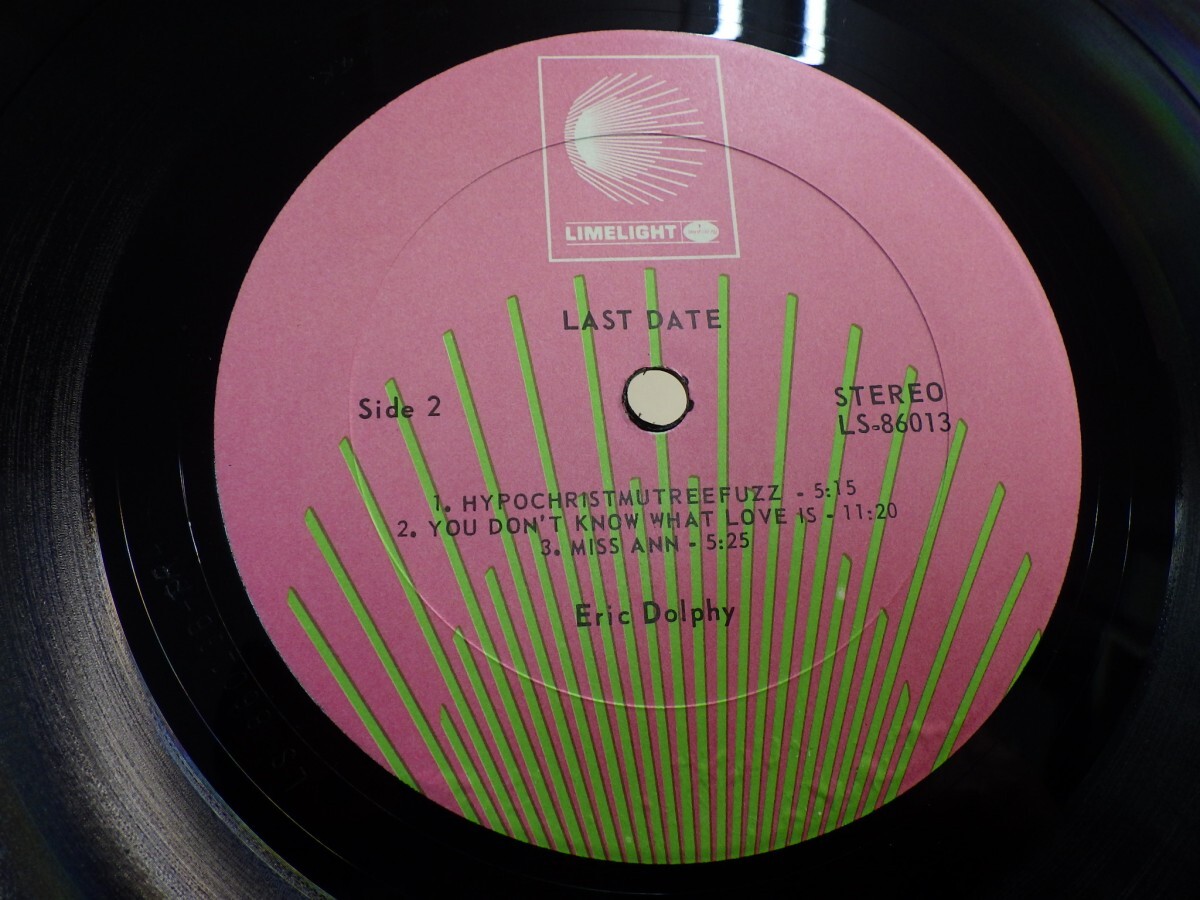 LIMELIGHT
LAST DATE
Side 2
STEREO
LS-86013
1. HYPOCHRISTMUTREEFUZZ - 5:15
2. YOU DON'T KNOW WHAT LOVE IS - 11:20
3. MISS ANN - 5:25
Eric Dolphy